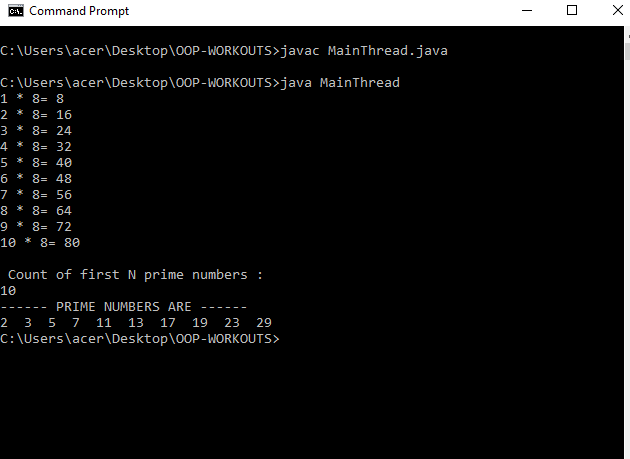 Command Prompt
C:\Users\acer\Desktop\OOP-WORKOUTS>javac MainThread.java
C:\Users\acer\Desktop\OOP-WORKOUTS>java MainThread
1 * 8= 8
2 * 8= 16
3 * 8= 24
4 * 8= 32
5 * 8= 40
6 * 8= 48
7 * 8= 56
8 * 8= 64
9 * 8= 72
10 * 8= 80
Count of first N prime numbers :
10
------ PRIME NUMBERS ARE ------
2  3  5  7  11  13  17  19  23  29
C:\Users\acer\Desktop\OOP-WORKOUTS>